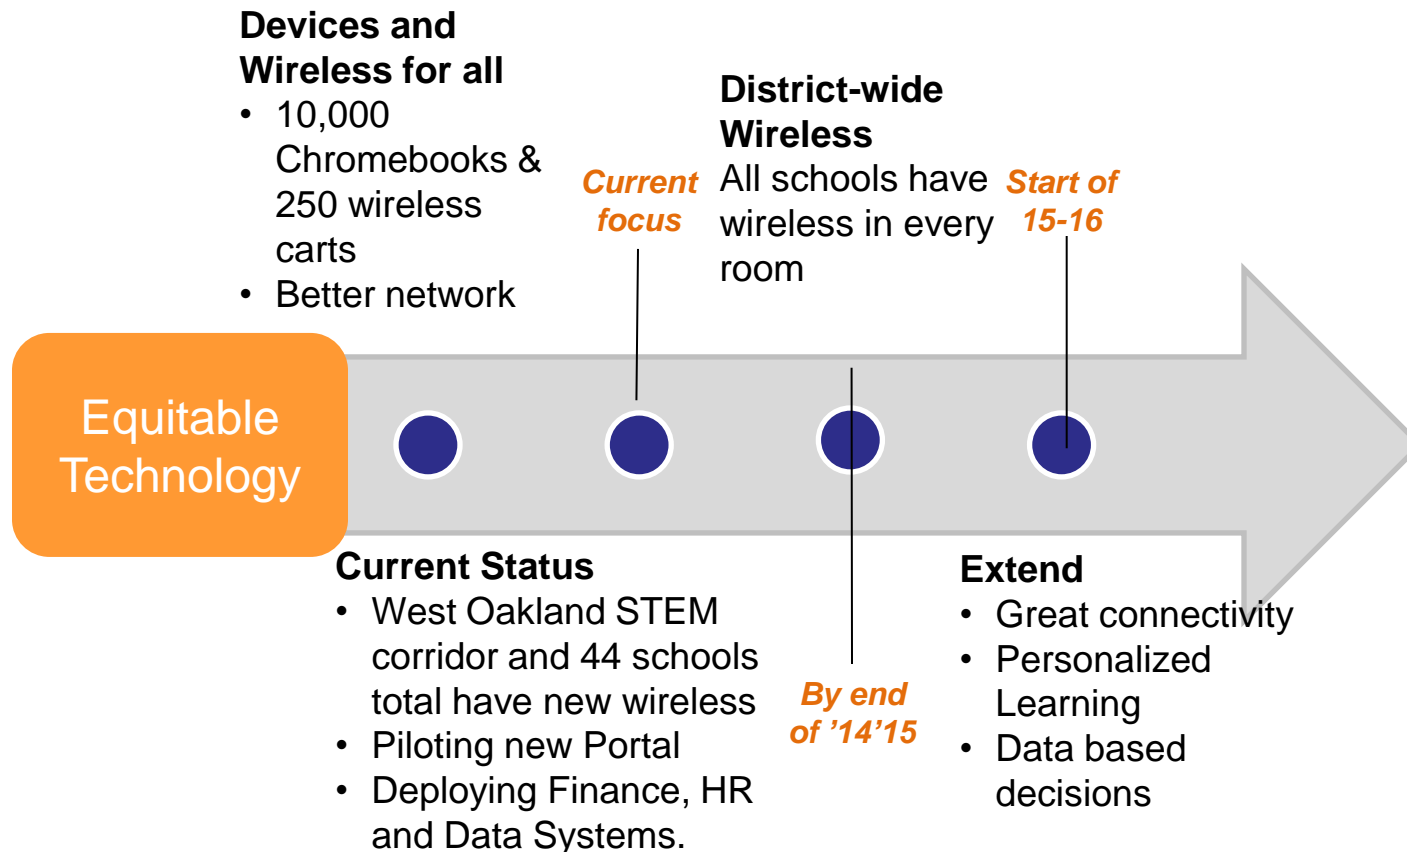 Devices and
Wireless for all
• 10,000
Chromebooks &
250 wireless
carts
• Better network
Current
focus
District-wide
Wireless
All schools have
wireless in every
room
Start of
15-16
Equitable
Technology
Current Status
• West Oakland STEM
corridor and 44 schools
total have new wireless
• Piloting new Portal
• Deploying Finance, HR
and Data Systems.
By end
of ’14’15
Extend
• Great connectivity
• Personalized
Learning
• Data based
decisions